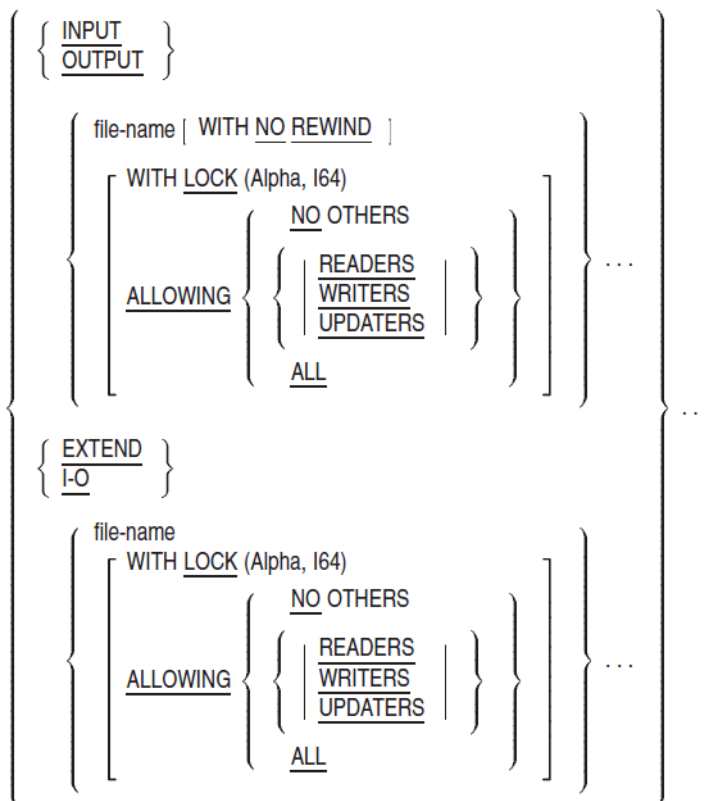 INPUT
OUTPUT
file-name [ WITH NO REWIND ]
WITH LOCK (Alpha, I64)
NO OTHERS
READERS
ALLOWING WRITERS
UPDATERS
ALL
...
EXTEND
I-O
file-name
WITH LOCK (Alpha, I64)
NO OTHERS
READERS
ALLOWING WRITERS
UPDATERS
ALL
...